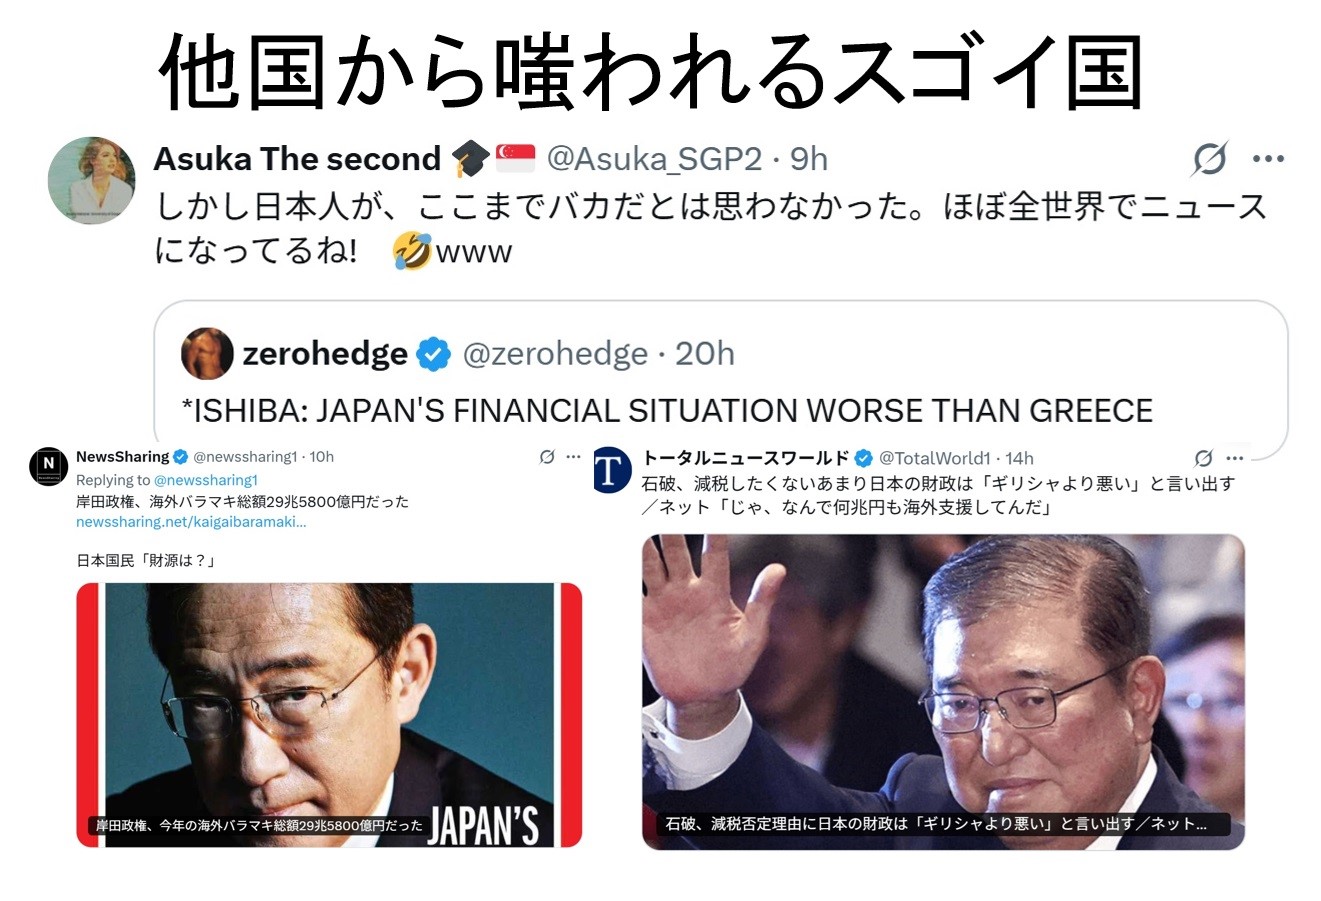 他国から嗤われるスゴイ国
Asuka The second 🎓🇸🇬 @Asuka_SGP2 · 9h
しかし日本人が、ここまでバカだとは思わなかった。ほぼ全世界でニュース
になってるね!　🤣www
zerohedge @zerohedge · 20h
*ISHIBA: JAPAN'S FINANCIAL SITUATION WORSE THAN GREECE
N
NewsSharing @newssharing1 · 10h
Replying to @newssharing1
岸田政権、海外バラマキ総額29兆5800億円だった
newssharing.net/kaigaibaramaki…
日本国民「財源は？」
JAPAN'S
岸田政権、今年の海外バラマキ総額29兆5800億円だった
T
トータルニュースワールド @TotalWorld1 · 14h
石破、減税したくないあまり日本の財政は「ギリシャより悪い」と言い出す
／ネット「じゃ、なんで何兆円も海外支援してんだ」
石破、減税否定理由に日本の財政は「ギリシャより悪い」と言い出す／ネット...